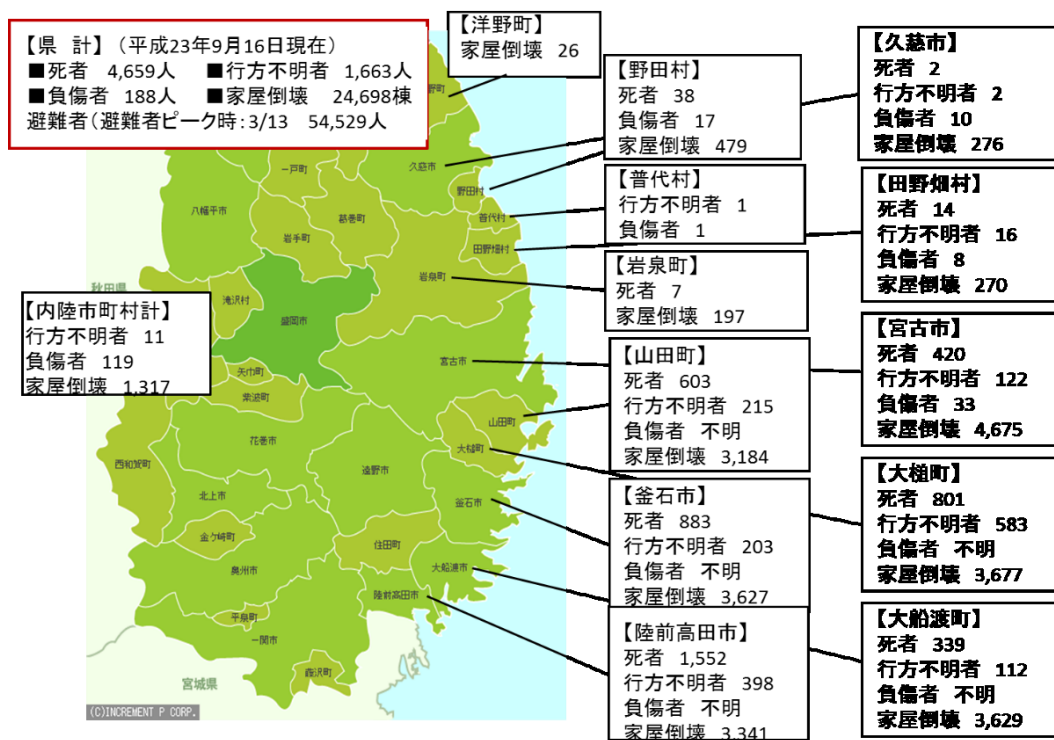 【県 計】（平成23年9月16日現在）
■死者 4,659人 ■行方不明者 1,663人
■負傷者 188人 ■家屋倒壊 24,698棟
避難者（避難者ピーク時：3/13 54,529人
【洋野町】
家屋倒壊 26
【野田村】
死者 38
負傷者 17
家屋倒壊 479
【久慈市】
死者 2
行方不明者 2
負傷者 10
家屋倒壊 276
【普代村】
行方不明者 1
負傷者 1
【田野畑村】
死者 14
行方不明者 16
負傷者 8
家屋倒壊 270
【岩泉町】
死者 7
家屋倒壊 197
【内陸市町村計】
行方不明者 11
負傷者 119
家屋倒壊 1,317
【山田町】
死者 603
行方不明者 215
負傷者 不明
家屋倒壊 3,184
【宮古市】
死者 420
行方不明者 122
負傷者 33
家屋倒壊 4,675
【釜石市】
死者 883
行方不明者 203
負傷者 不明
家屋倒壊 3,627
【大槌町】
死者 801
行方不明者 583
負傷者 不明
家屋倒壊 3,677
【陸前高田市】
死者 1,552
行方不明者 398
負傷者 不明
家屋倒壊 3,341
【大船渡町】
死者 339
行方不明者 112
負傷者 不明
家屋倒壊 3,629
野町
久慈市
一戸町
野田村
八幡平市
葛巻町
普代村
岩手町
田野畑村
岩泉町
秋田県
滝沢村
盛岡市
宮古市
矢巾町
紫波町
山田町
花巻市
大槌町
西和賀町
遠野市
北上市
釜石市
金ケ崎町
住田町
奥州市
大船渡市
陸前高田市
平泉町
一関市
藤沢町
宮城県
(C)INCREMENT P CORP.